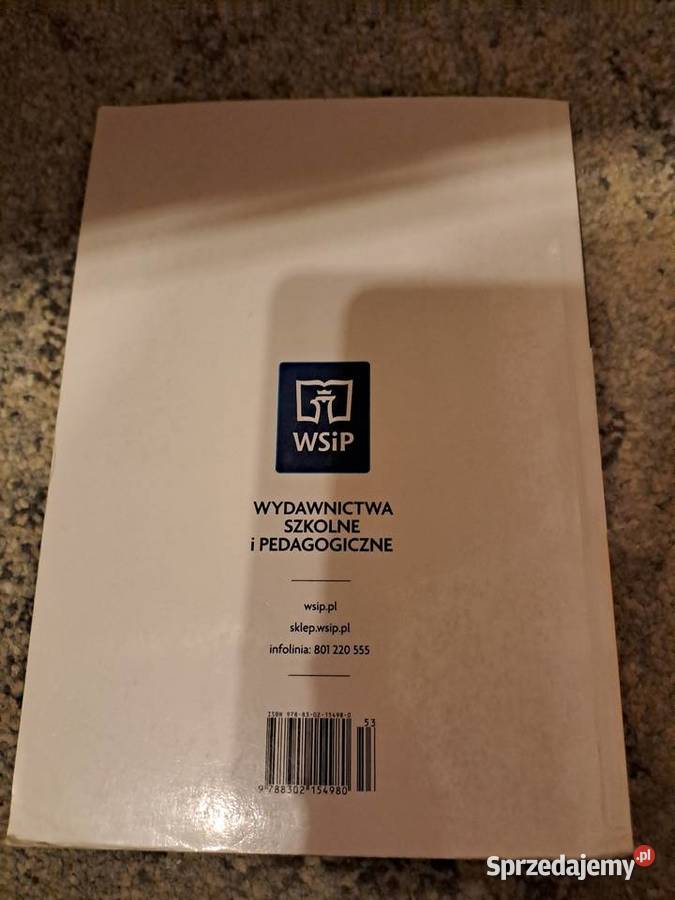 WSiP
WYDAWNICTWA
SZKOLNE
i PEDAGOGICZNE
wsip.pl
sklep.wsip.pl
infolinia: 801 220 555
ISBN 978-83-02-15498-0
53
9 788302 154980
Sprzedajemy.pl